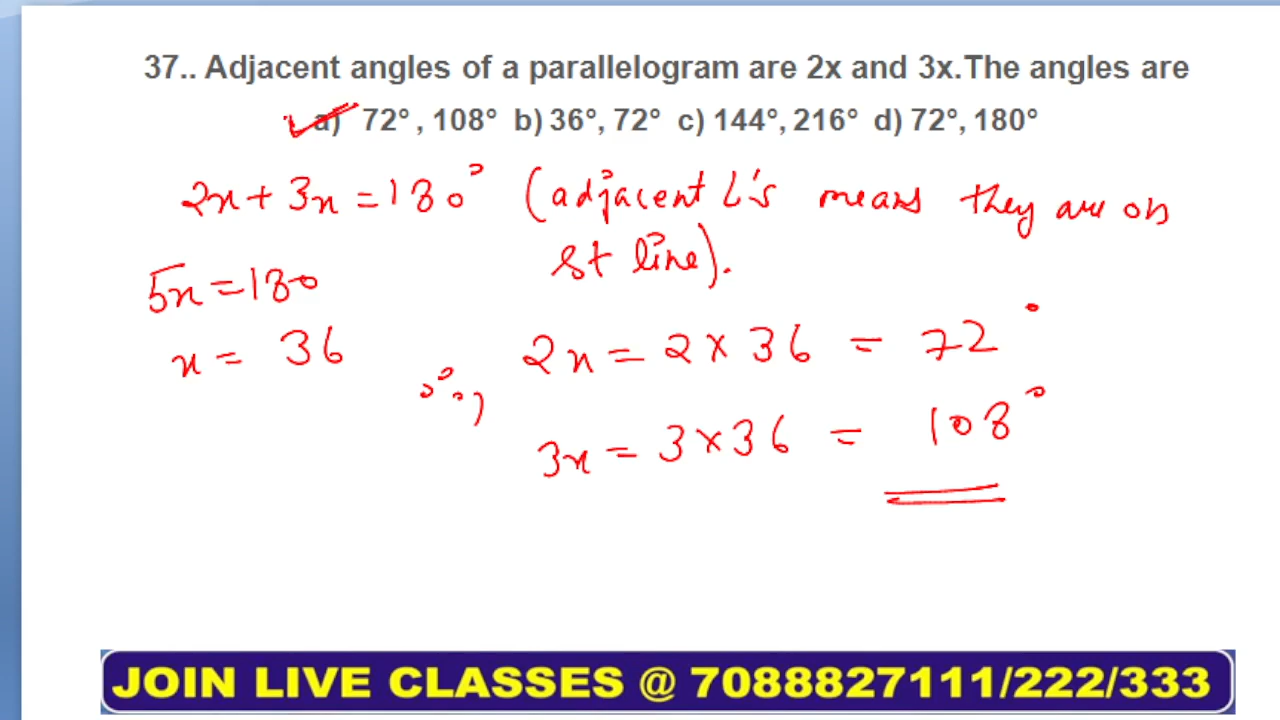 37.. Adjacent angles of a parallelogram are 2x and 3x.The angles are
a) 72° , 108° b) 36°, 72° c) 144°, 216° d) 72°, 180°
2x + 3x = 180° (adjacent L's means they are on
st line).
5x = 180
x = 36
2x = 2 × 36 = 72°
3x = 3 × 36 = 108°
JOIN LIVE CLASSES @ 7088827111/222/333